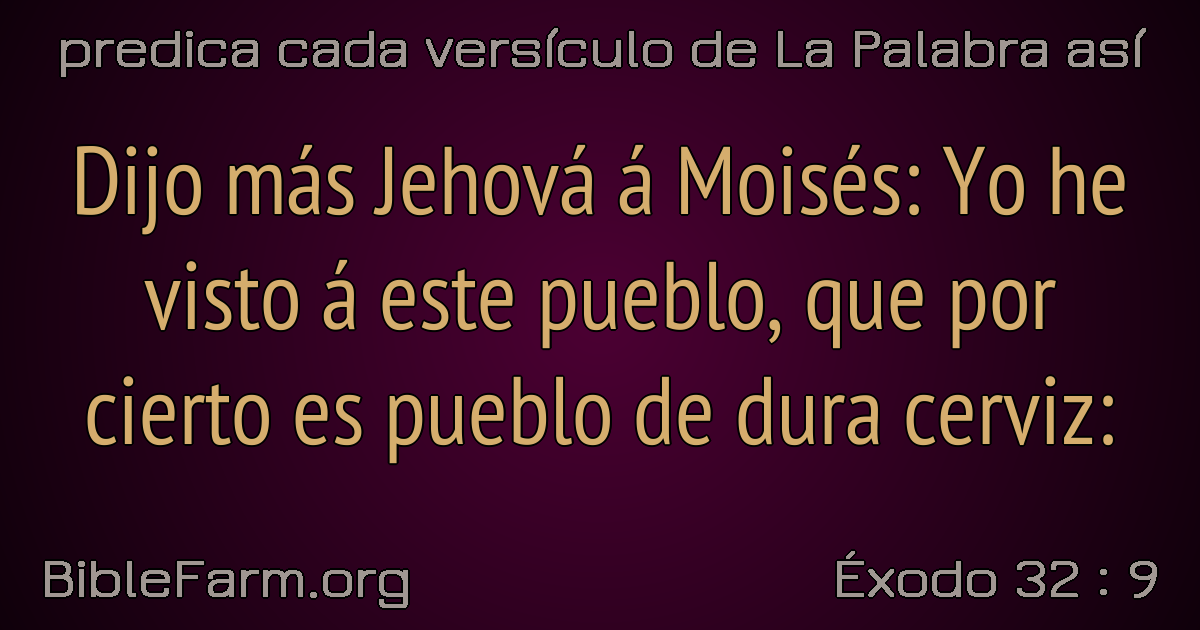 predica cada versículo de La Palabra así
Dijo más Jehová á Moisés: Yo he
visto á este pueblo, que por
cierto es pueblo de dura cerviz:
BibleFarm.org
Éxodo 32 : 9